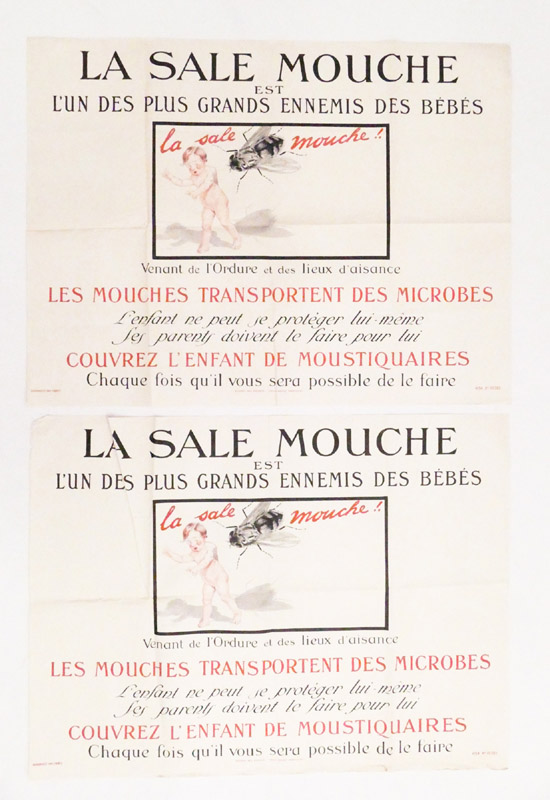 LA SALE MOUCHE
EST
L'UN DES PLUS GRANDS ENNEMIS DES BÉBÉS
la sale mouche!!
Venant de l'Ordure et des lieux d'aisance
LES MOUCHES TRANSPORTENT DES MICROBES
L'enfant ne peut se protéger lui-même
Ses parents doivent le faire pour lui
COUVREZ L'ENFANT DE MOUSTIQUAIRES
Chaque fois qu'il vous sera possible de le faire
LA SALE MOUCHE
EST
L'UN DES PLUS GRANDS ENNEMIS DES BÉBÉS
la sale mouche!!
Venant de l'Ordure et des lieux d'aisance
LES MOUCHES TRANSPORTENT DES MICROBES
L'enfant ne peut se protéger lui-même
Ses parents doivent le faire pour lui
COUVREZ L'ENFANT DE MOUSTIQUAIRES
Chaque fois qu'il vous sera possible de le faire